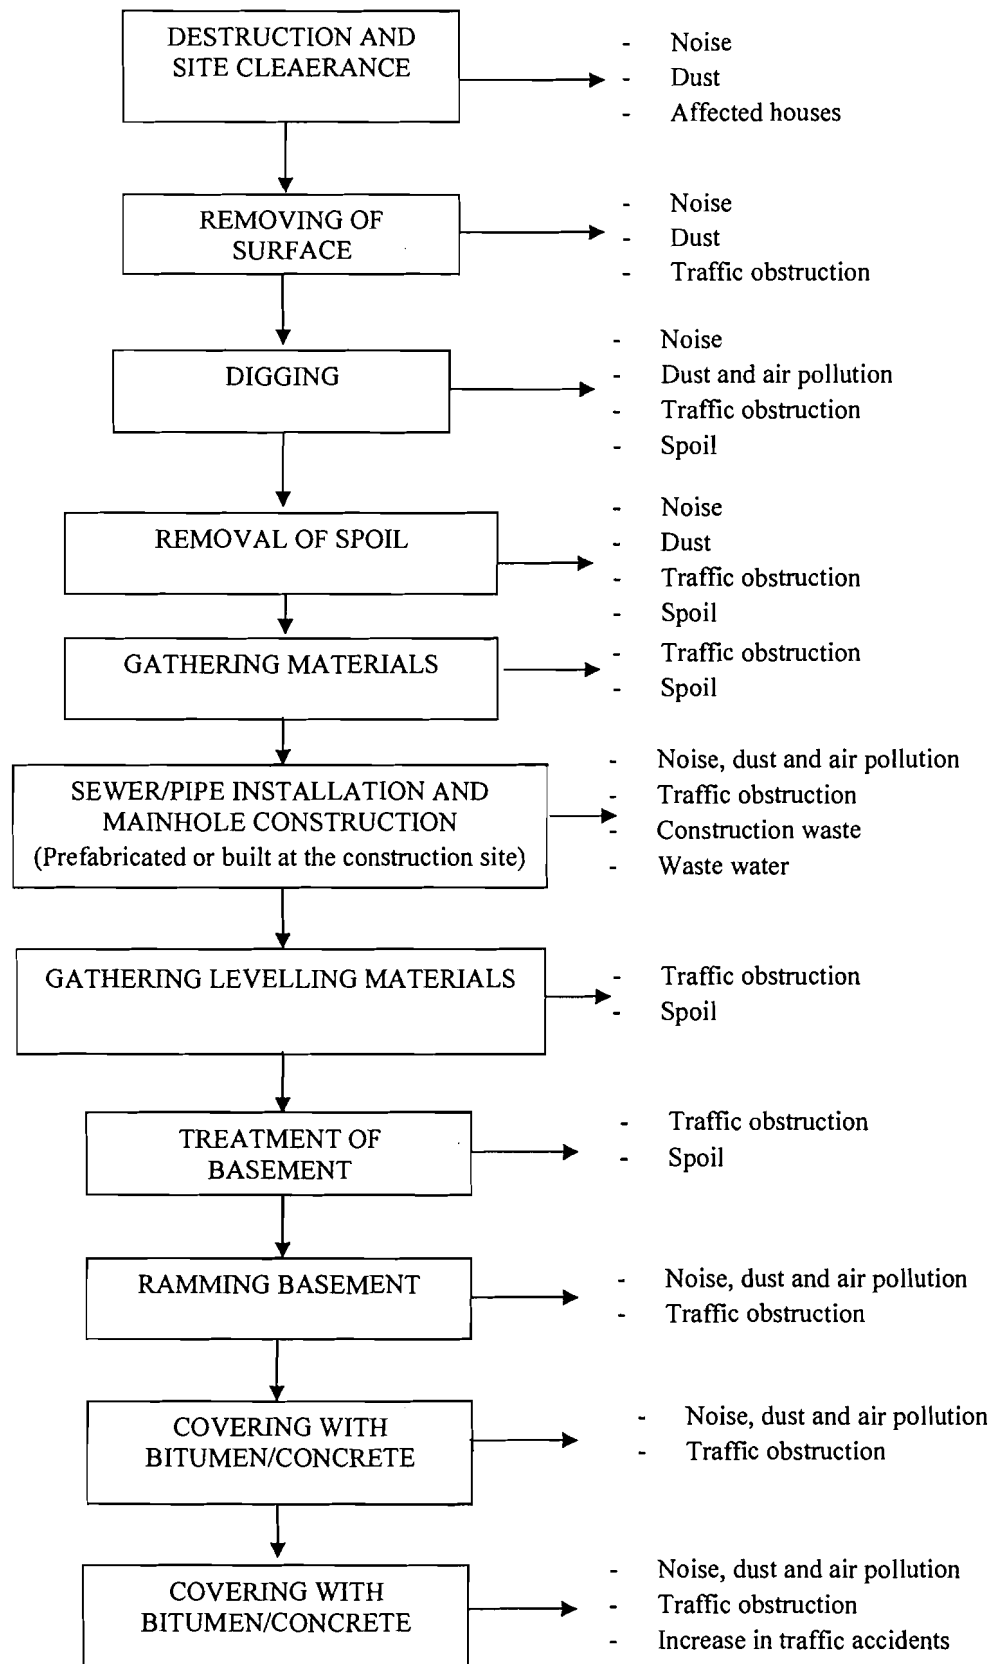 DESTRUCTION AND
SITE CLEAERANCE
- Noise
- Dust
- Affected houses
REMOVING OF
SURFACE
- Noise
- Dust
- Traffic obstruction
DIGGING
- Noise
- Dust and air pollution
- Traffic obstruction
- Spoil
REMOVAL OF SPOIL
- Noise
- Dust
- Traffic obstruction
- Spoil
GATHERING MATERIALS
- Traffic obstruction
- Spoil
SEWER/PIPE INSTALLATION AND
MAINHOLE CONSTRUCTION
(Prefabricated or built at the construction site)
- Noise, dust and air pollution
- Traffic obstruction
- Construction waste
- Waste water
GATHERING LEVELLING MATERIALS
- Traffic obstruction
- Spoil
TREATMENT OF
BASEMENT
- Traffic obstruction
- Spoil
RAMMING BASEMENT
- Noise, dust and air pollution
- Traffic obstruction
COVERING WITH
BITUMEN/CONCRETE
- Noise, dust and air pollution
- Traffic obstruction
COVERING WITH
BITUMEN/CONCRETE
- Noise, dust and air pollution
- Traffic obstruction
- Increase in traffic accidents